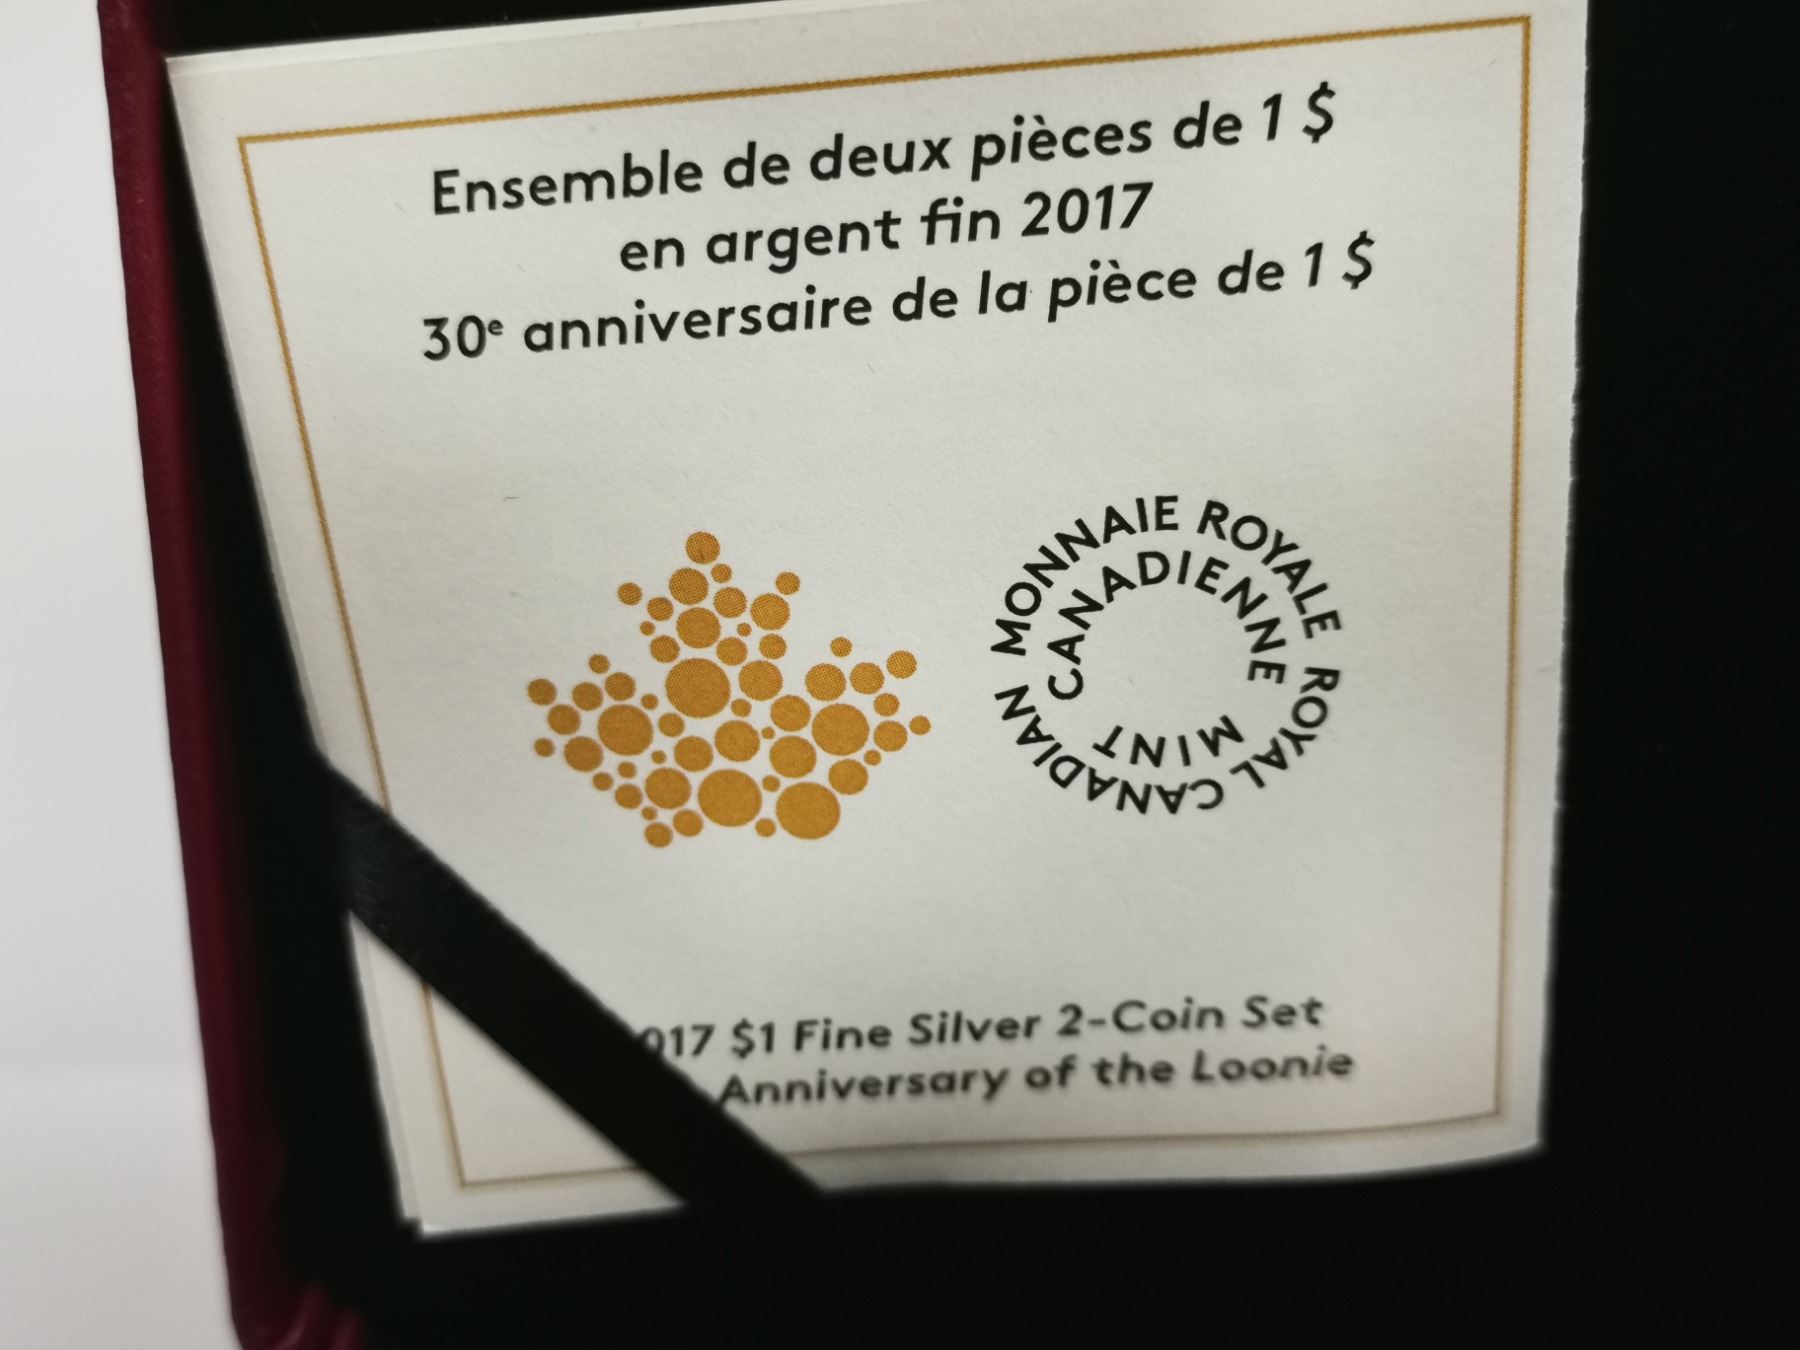 Ensemble de deux pièces de 1 $
en argent fin 2017
30ᵉ anniversaire de la pièce de 1 $
MONNAIE ROYALE
CANADIENNE
ROYAL CANADIAN
MINT
017 $1 Fine Silver 2-Coin Set
Anniversary of the Loonie